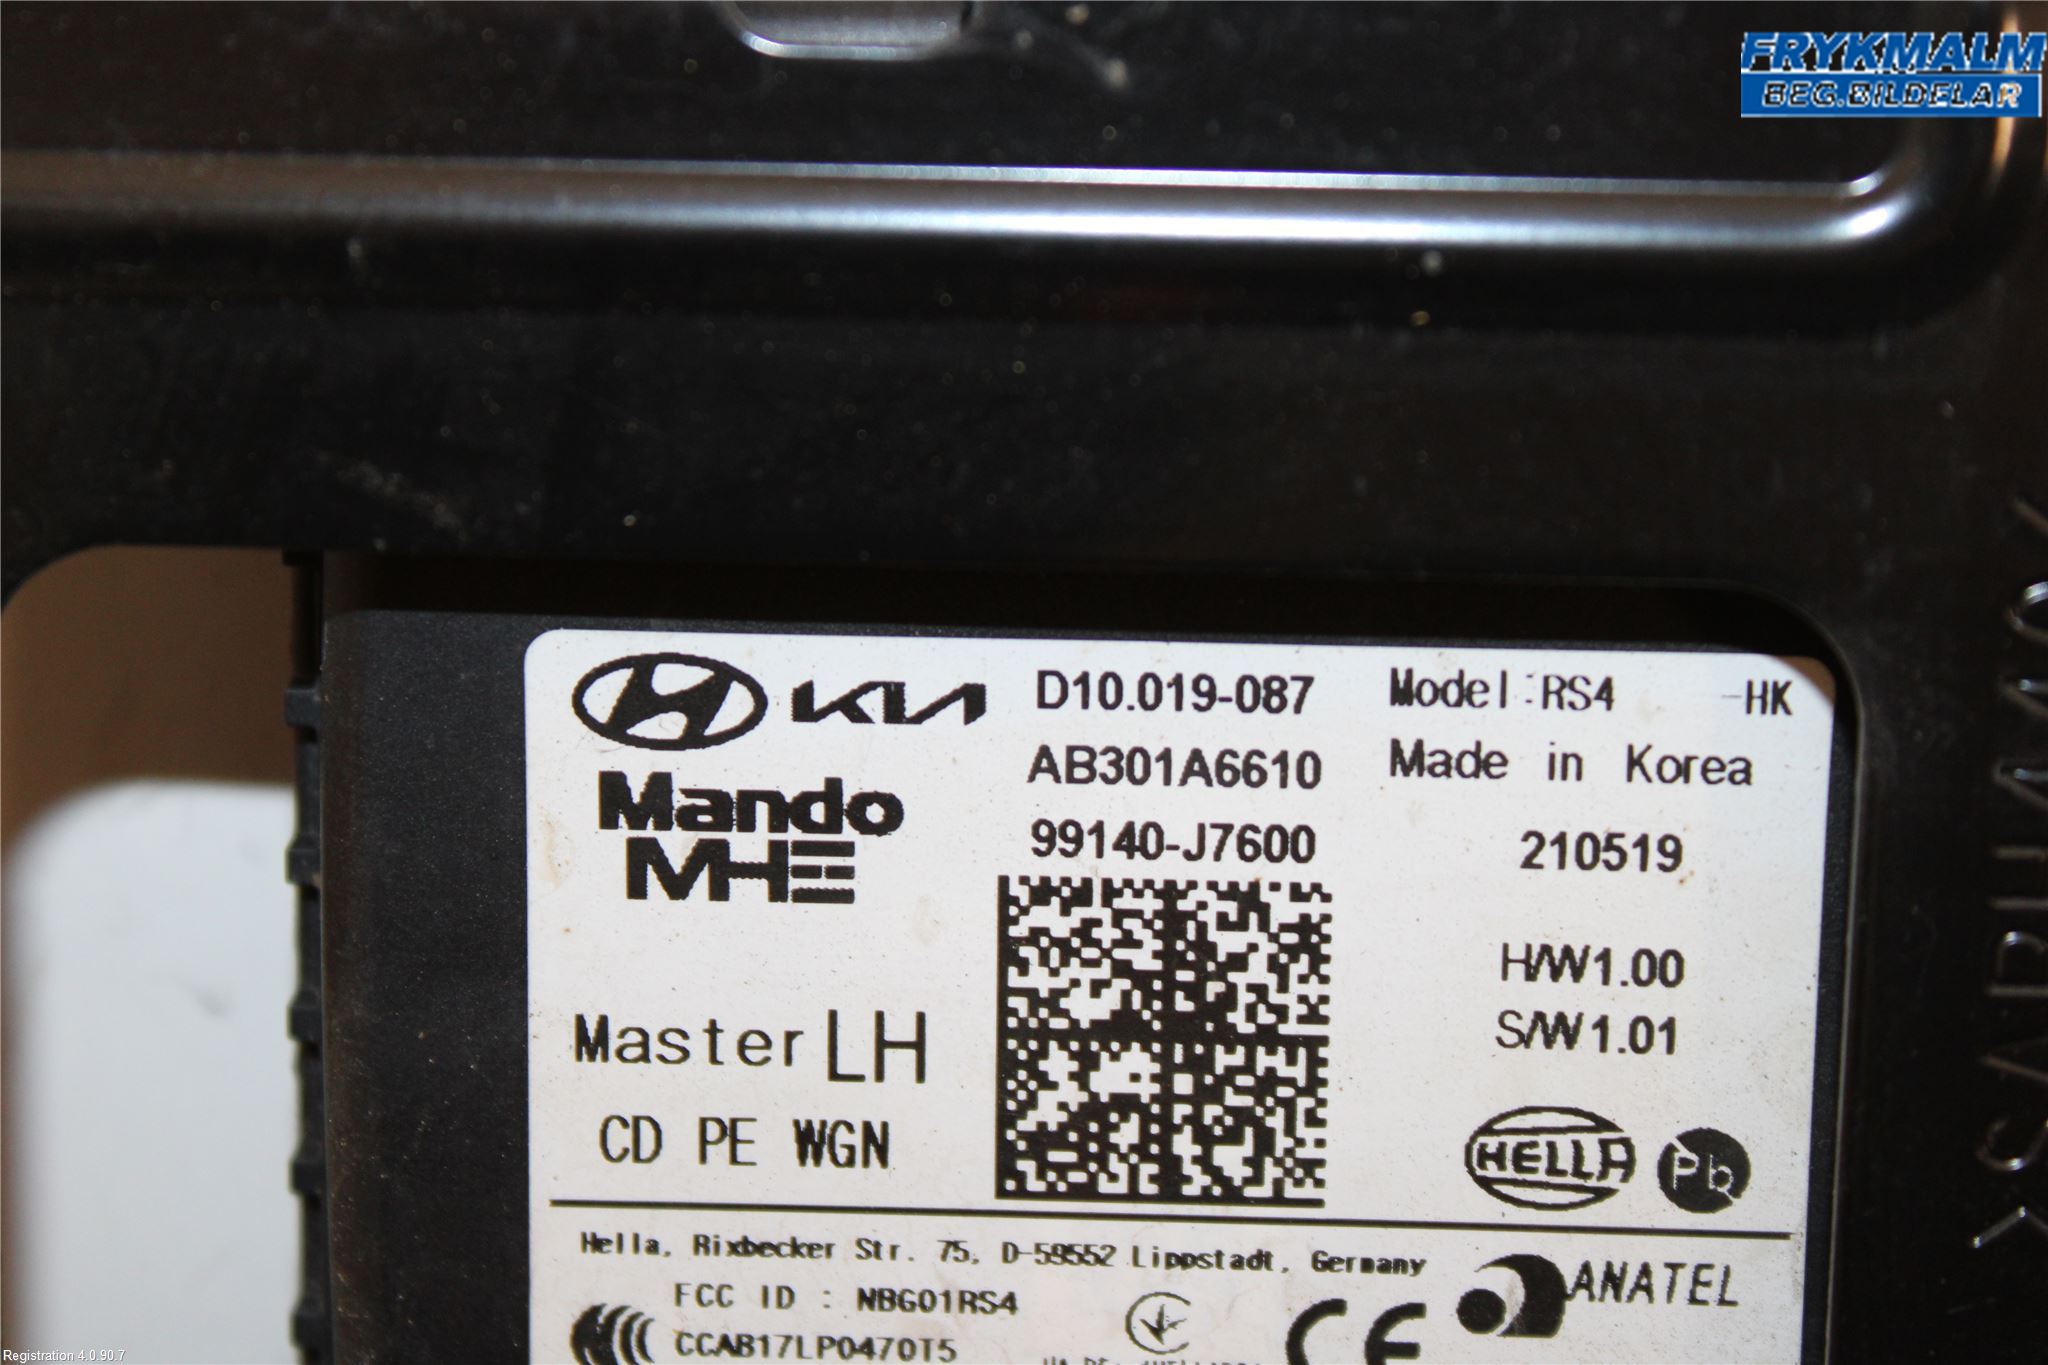 FRYKMALM
BEG.BILDELAR
HYUNDAI KIA
D10.019-087
Model:RS4 -HK
AB301A6610
Made in Korea
Mando
MHE
99140-J7600
210519
H/W1.00
S/W1.01
Master LH
CD PE WGN
HELLA
Pb
Hella, Rixbecker Str. 75, D-59552 Lippstadt, Germany
FCC ID : NBG01RS4
CCAB17LP0470T5
CE
ANATEL
Registration 4.0.90.7